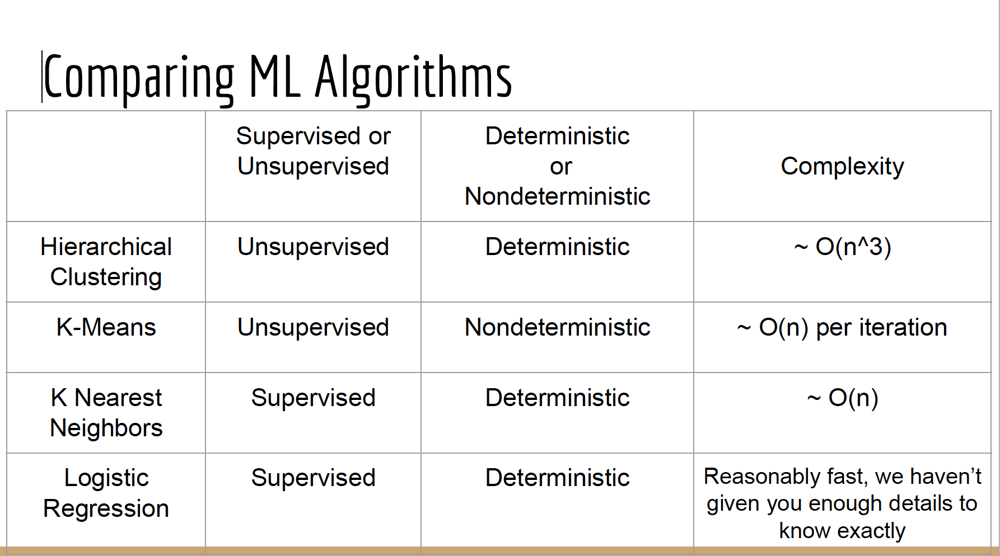 Comparing ML Algorithms
Supervised or
Unsupervised
Deterministic
or
Nondeterministic
Complexity
Hierarchical
Clustering
Unsupervised
Deterministic
~ O(n^3)
K-Means
Unsupervised
Nondeterministic
~ O(n) per iteration
K Nearest
Neighbors
Supervised
Deterministic
~ O(n)
Logistic
Regression
Supervised
Deterministic
Reasonably fast, we haven’t
given you enough details to
know exactly